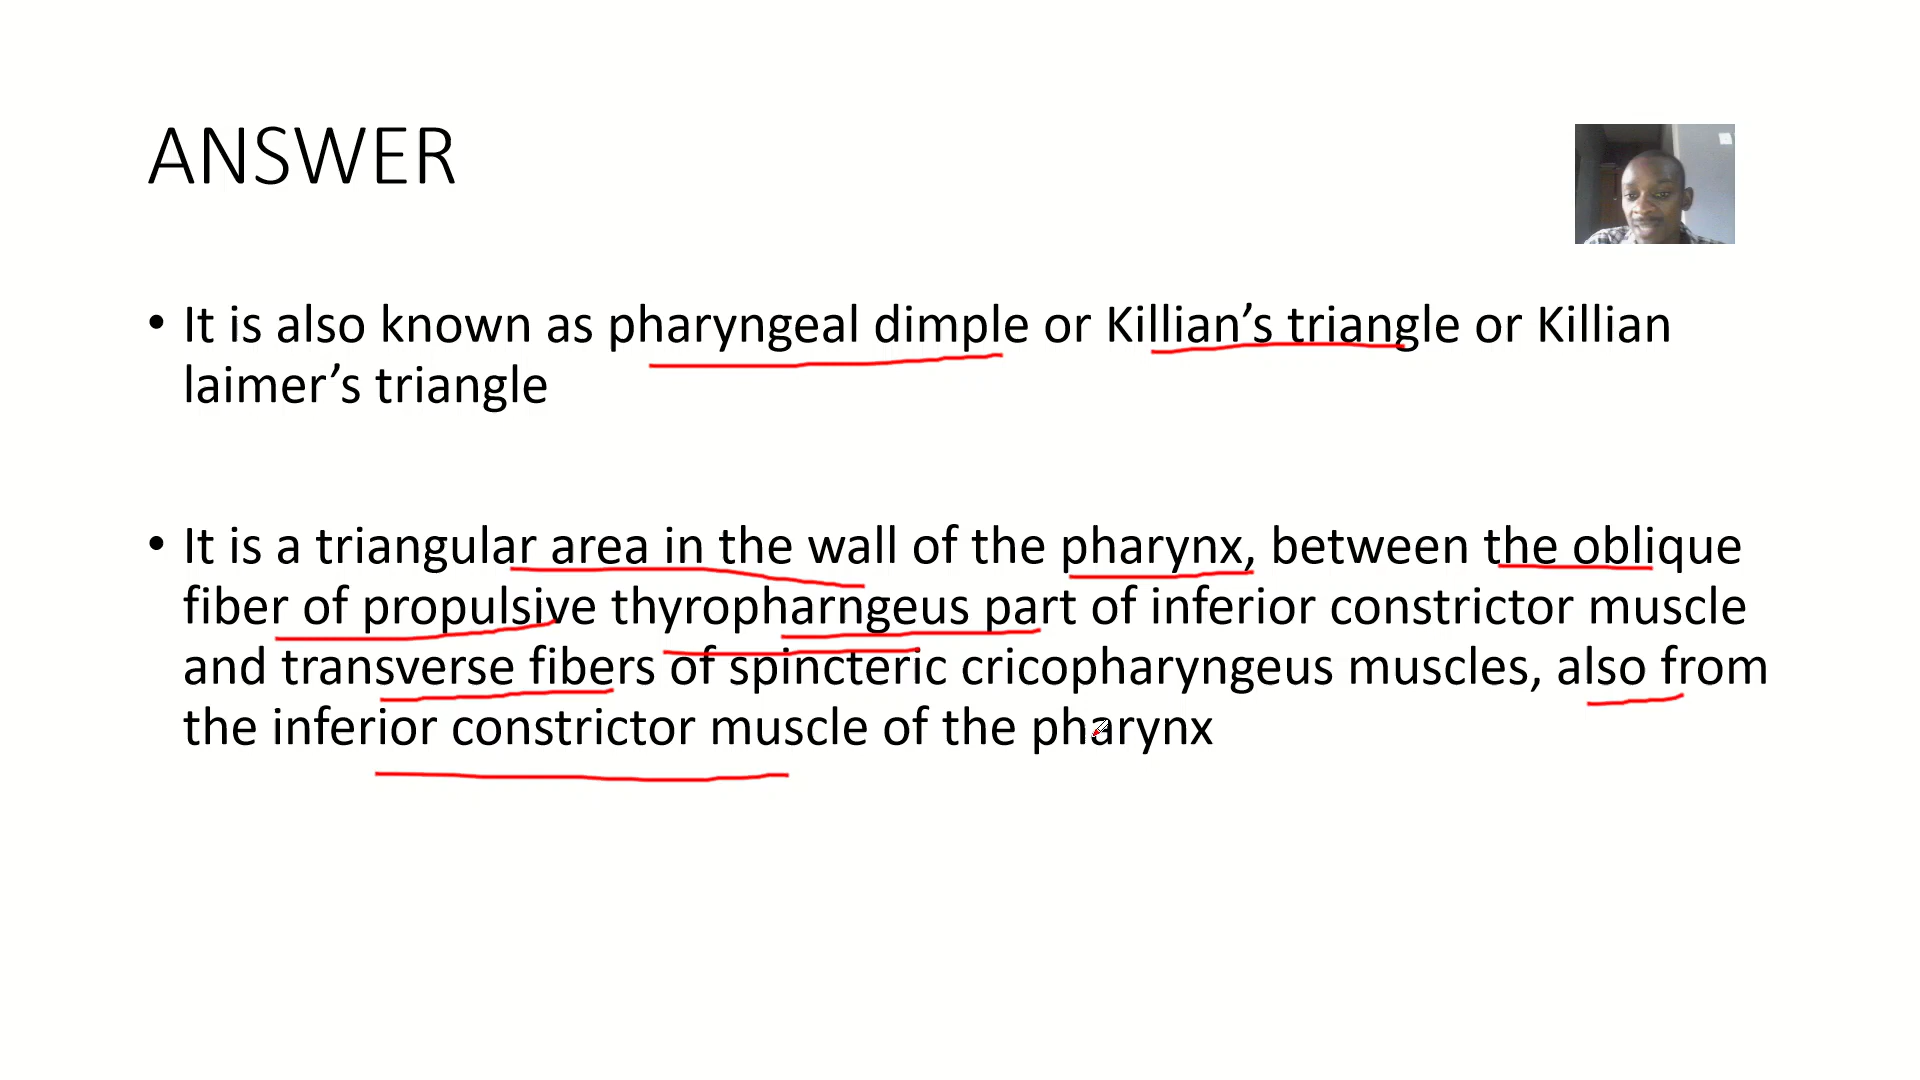 ANSWER
• It is also known as pharyngeal dimple or Killian’s triangle or Killian
laimer’s triangle
• It is a triangular area in the wall of the pharynx, between the oblique
fiber of propulsive thyropharngeus part of inferior constrictor muscle
and transverse fibers of spincteric cricopharyngeus muscles, also from
the inferior constrictor muscle of the pharynx